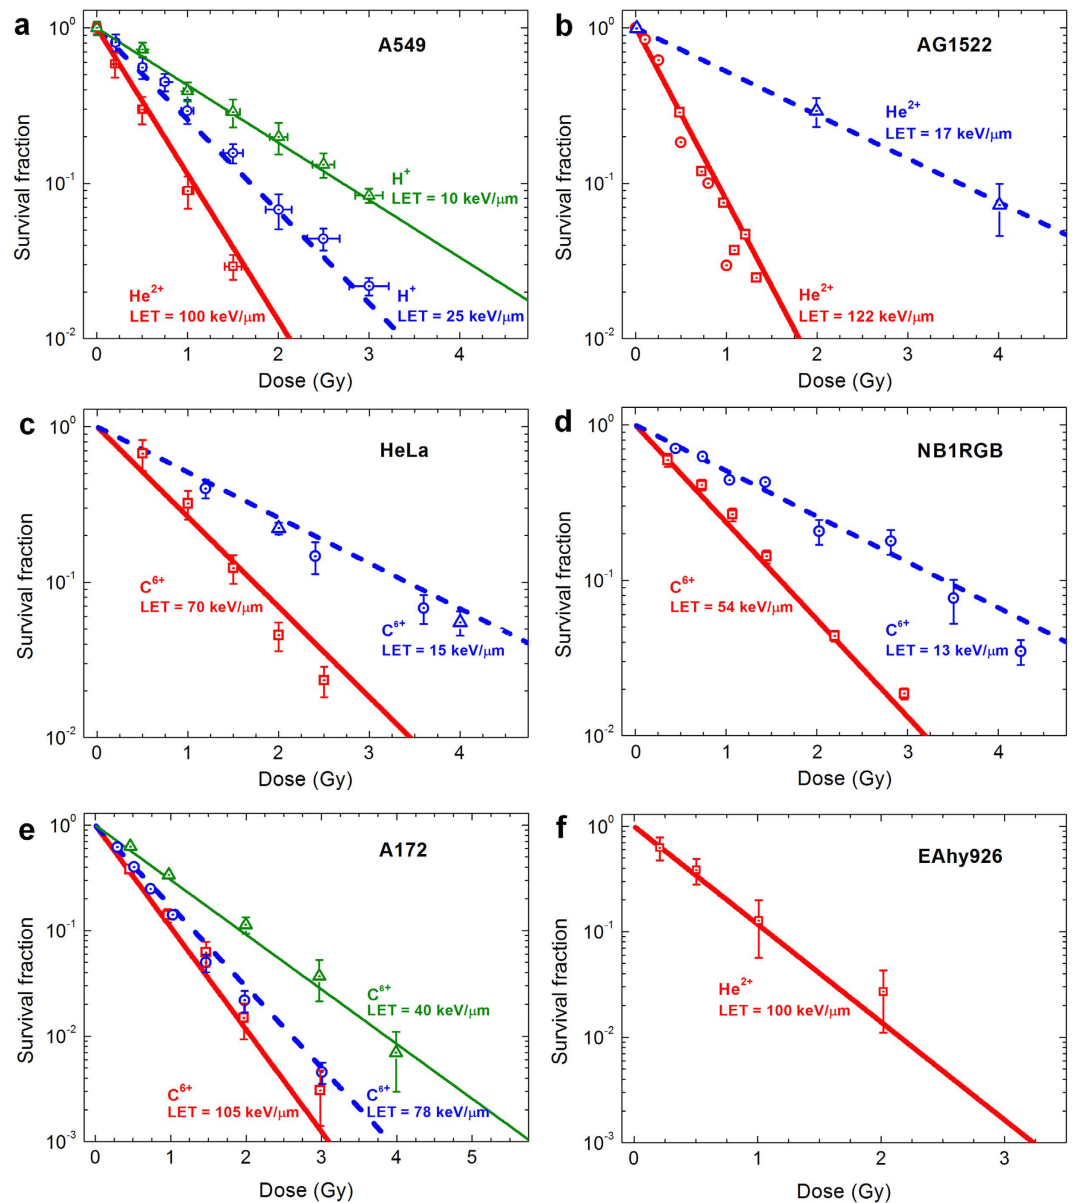 a
A549
Survival fraction
10⁰
10⁻¹
10⁻²
H⁺
LET = 10 keV/μm
He²⁺
LET = 100 keV/μm
H⁺
LET = 25 keV/μm
0 1 2 3 4
Dose (Gy)
b
AG1522
Survival fraction
10⁰
10⁻¹
10⁻²
He²⁺
LET = 17 keV/μm
He²⁺
LET = 122 keV/μm
0 1 2 3 4
Dose (Gy)
c
HeLa
Survival fraction
10⁰
10⁻¹
10⁻²
C⁶⁺
LET = 70 keV/μm
C⁶⁺
LET = 15 keV/μm
0 1 2 3 4
Dose (Gy)
d
NB1RGB
Survival fraction
10⁰
10⁻¹
10⁻²
C⁶⁺
LET = 54 keV/μm
C⁶⁺
LET = 13 keV/μm
0 1 2 3 4
Dose (Gy)
e
A172
Survival fraction
10⁰
10⁻¹
10⁻²
10⁻³
C⁶⁺
LET = 40 keV/μm
C⁶⁺
LET = 105 keV/μm
C⁶⁺
LET = 78 keV/μm
0 1 2 3 4 5
Dose (Gy)
f
EAhy926
Survival fraction
10⁰
10⁻¹
10⁻²
10⁻³
He²⁺
LET = 100 keV/μm
0 1 2 3
Dose (Gy)